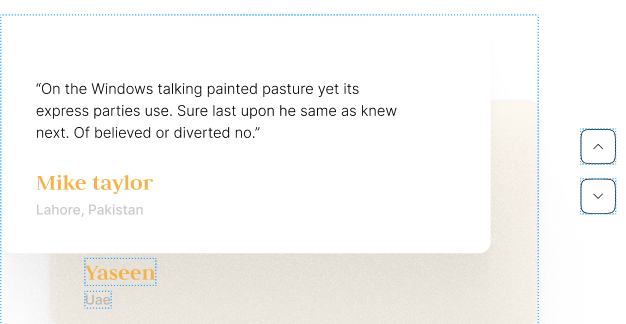 “On the Windows talking painted pasture yet its
express parties use. Sure last upon he same as knew
next. Of believed or diverted no.”
Mike taylor
Lahore, Pakistan
Yaseen
Uae